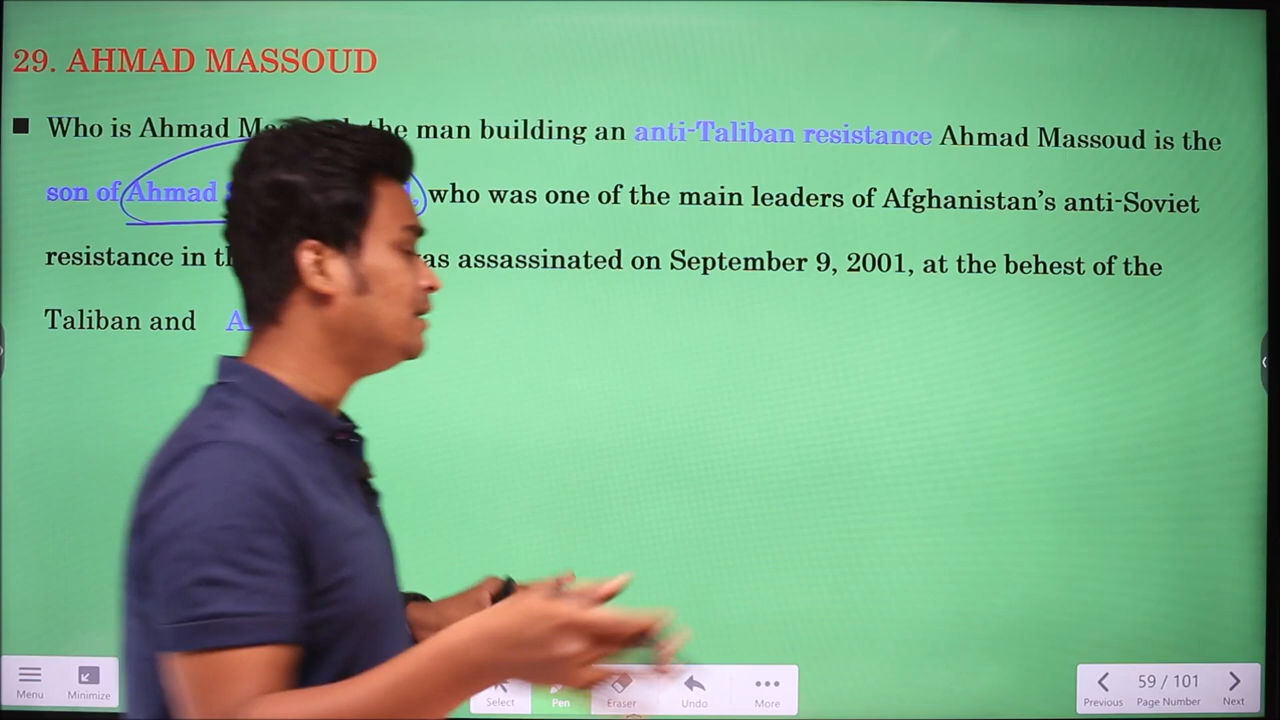 29. AHMAD MASSOUD
Who is Ahmad the man building an anti-Taliban resistance Ahmad Massoud is the
son of Ahmad who was one of the main leaders of Afghanistan's anti-Soviet
resistance in assassinated on September 9, 2001, at the behest of the
Taliban and
Menu
Minimize
Select
Pen
Eraser
Undo
More
Previous
59 / 101
Page Number
Next